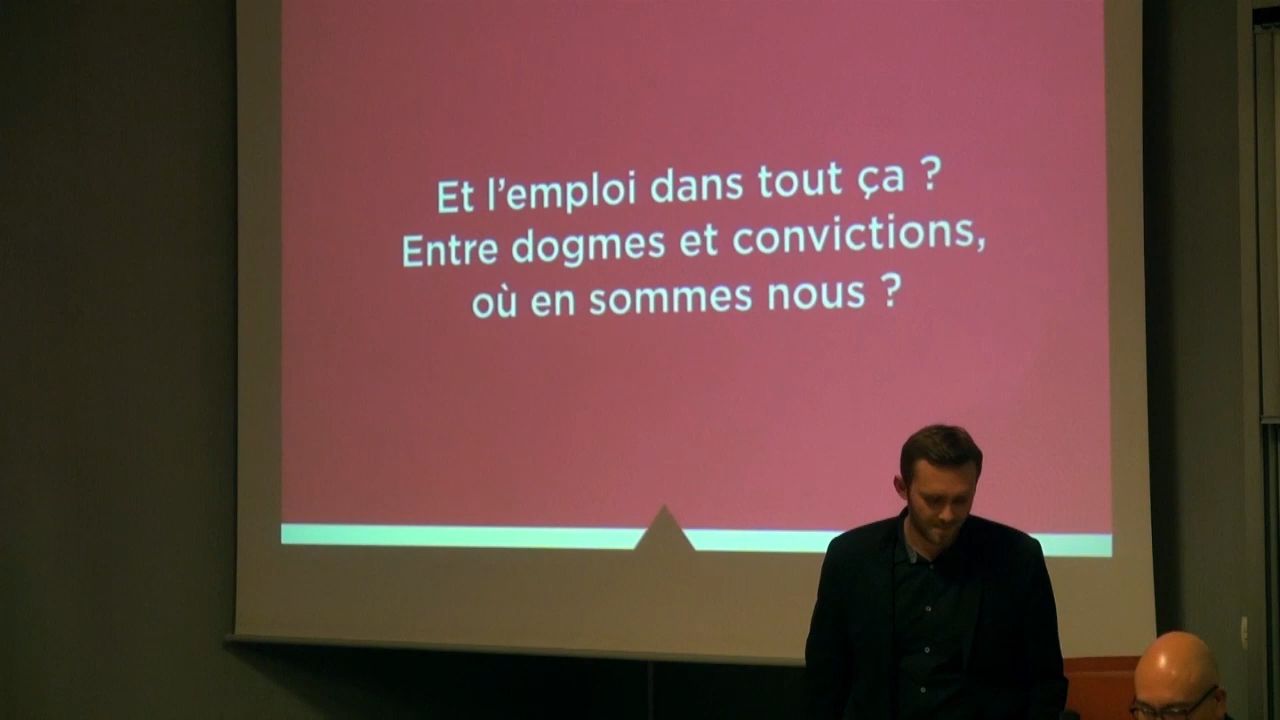 Et l'emploi dans tout ça ?
Entre dogmes et convictions,
où en sommes nous ?